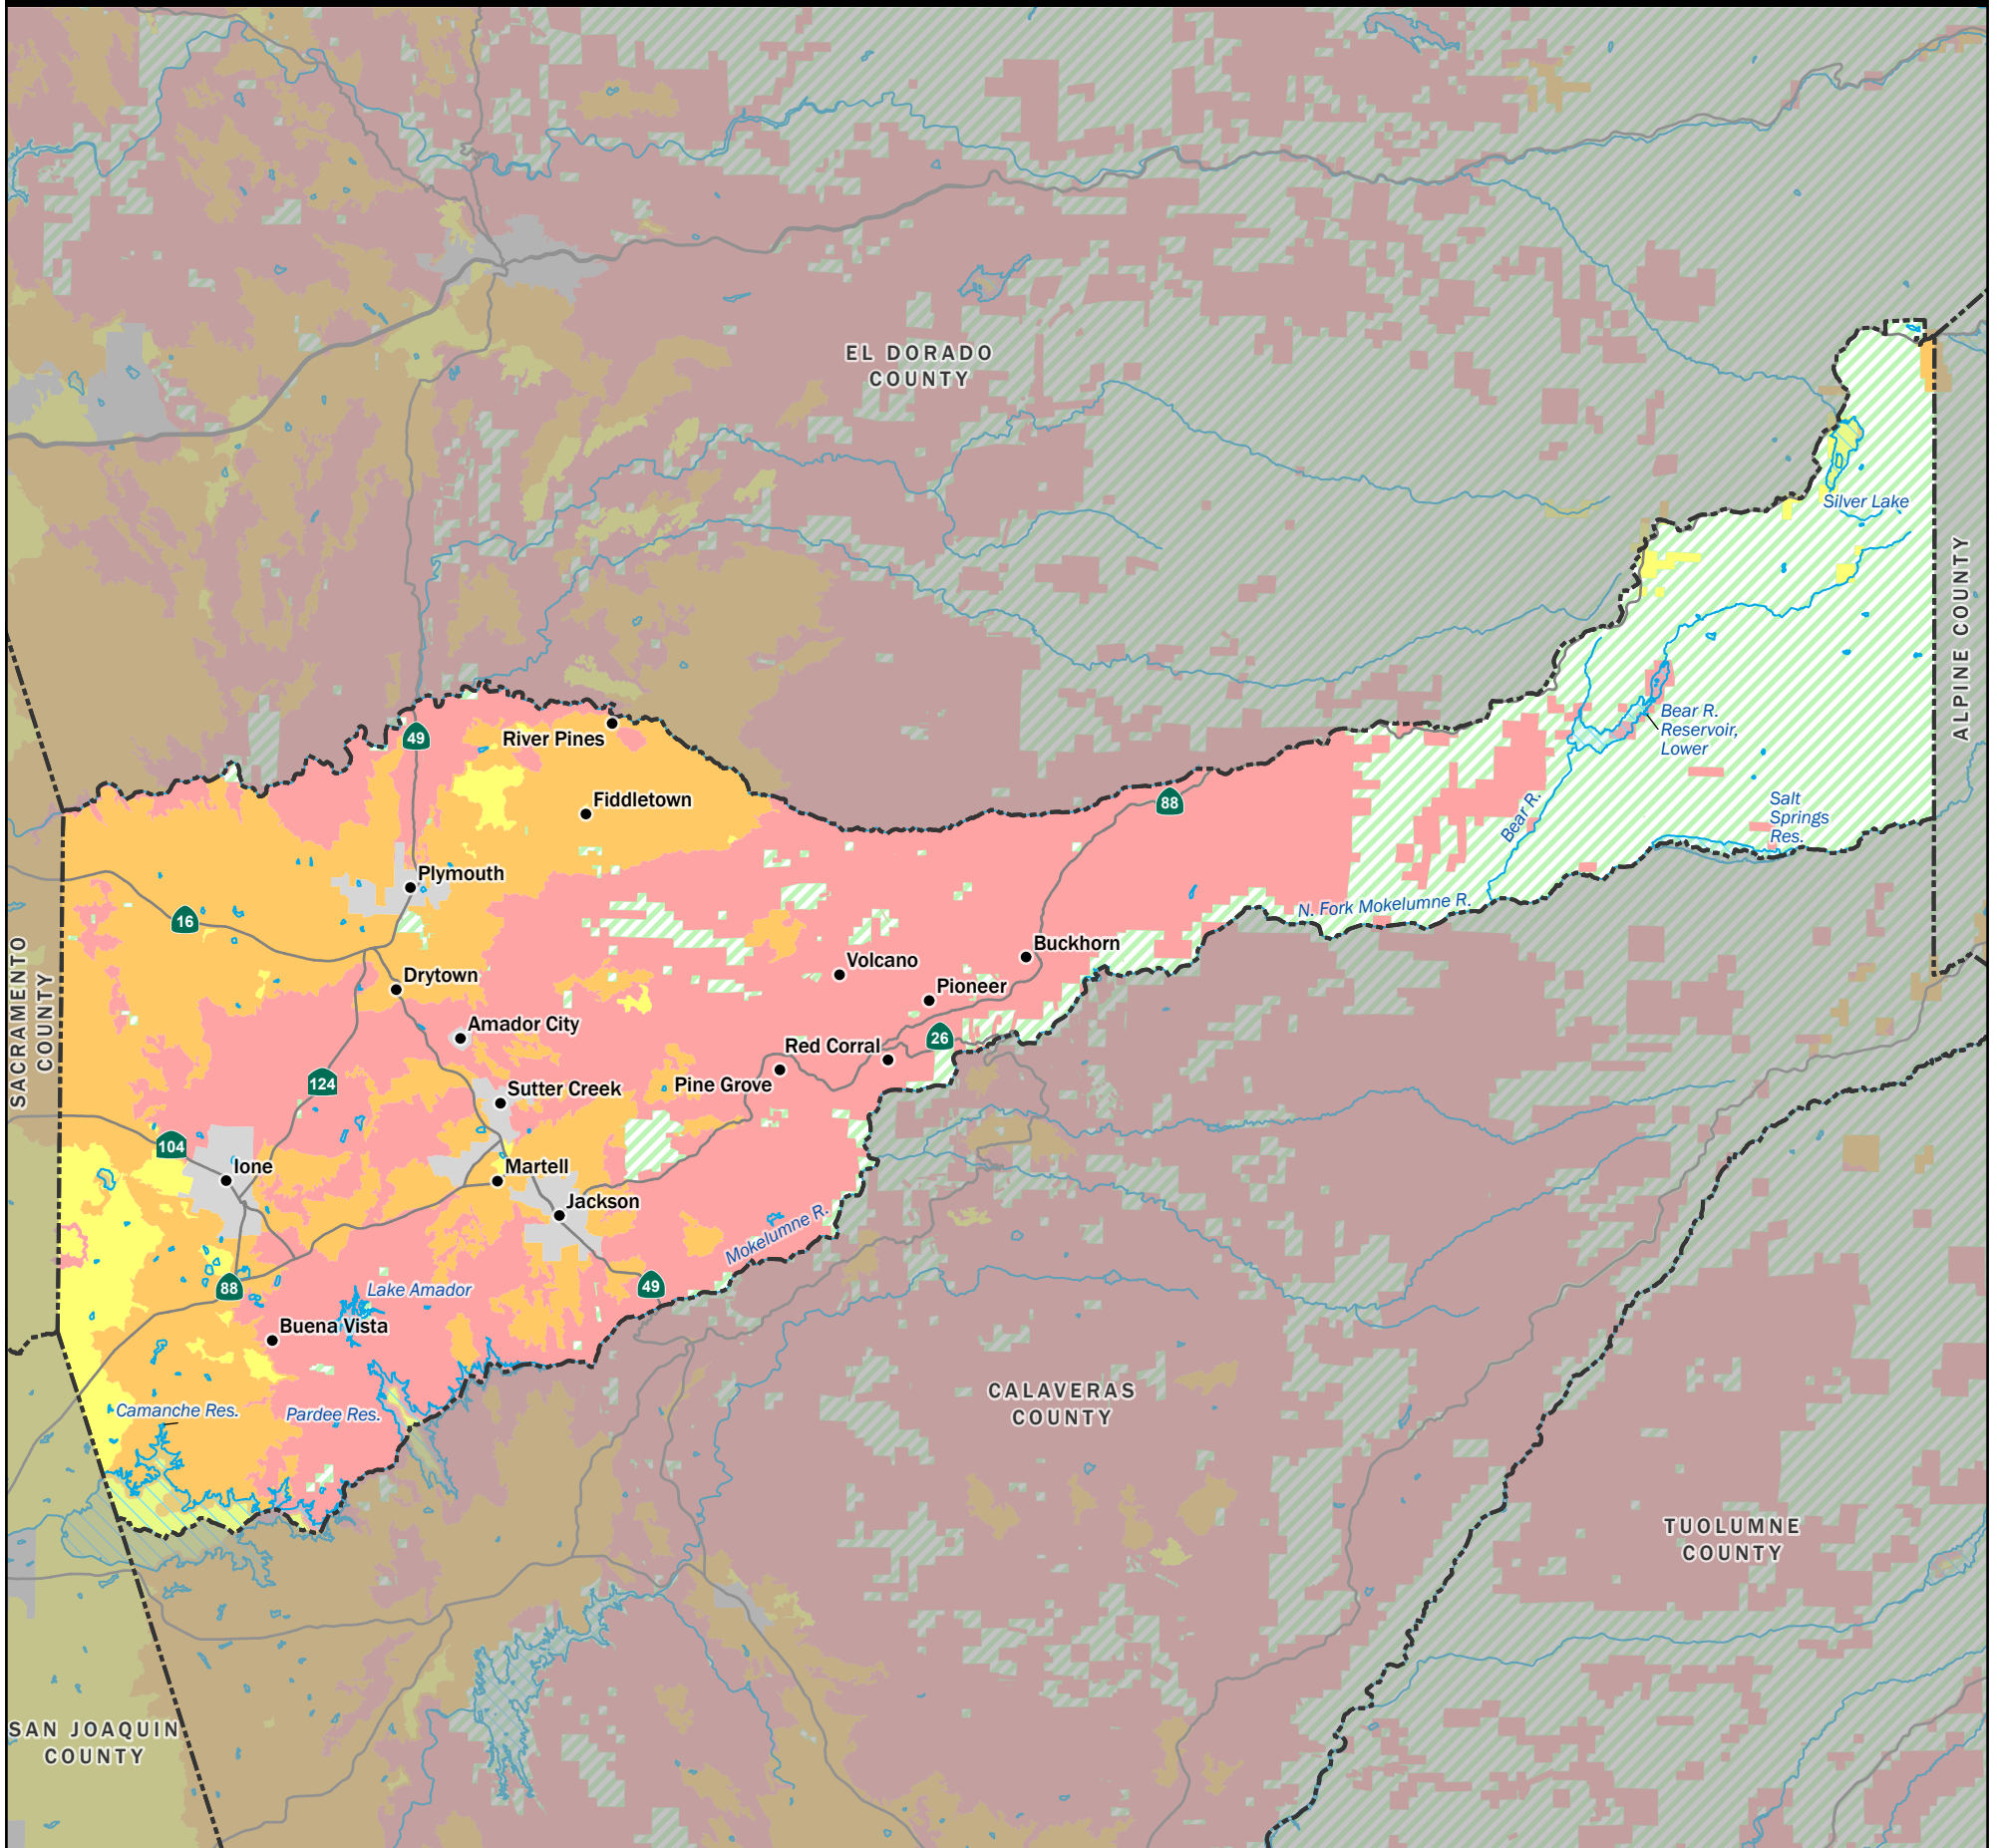 EL DORADO
COUNTY
Silver Lake
ALPINE COUNTY
Bear R.
Reservoir,
Lower
49
River Pines
Fiddletown
88
Salt
Springs
Res.
Bear R.
Plymouth
16
N. Fork Mokelumne R.
Buckhorn
Volcano
Drytown
Pioneer
SACRAMENTO
COUNTY
Amador City
26
Red Corral
124
Pine Grove
Sutter Creek
104
Ione
Martell
Jackson
Mokelumne R.
88
Lake Amador
49
Buena Vista
Camanche Res.
Pardee Res.
CALAVERAS
COUNTY
TUOLUMNE
COUNTY
SAN JOAQUIN
COUNTY